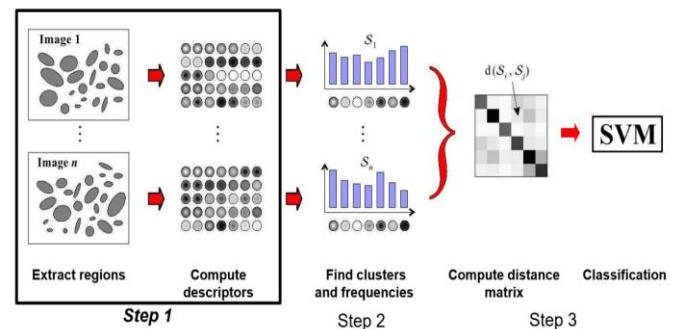 Image 1
Image n
S1
Sn
d(Si, Sj)
SVM
Extract regions
Compute
descriptors
Find clusters
and frequencies
Compute distance
matrix
Classification
Step 1
Step 2
Step 3